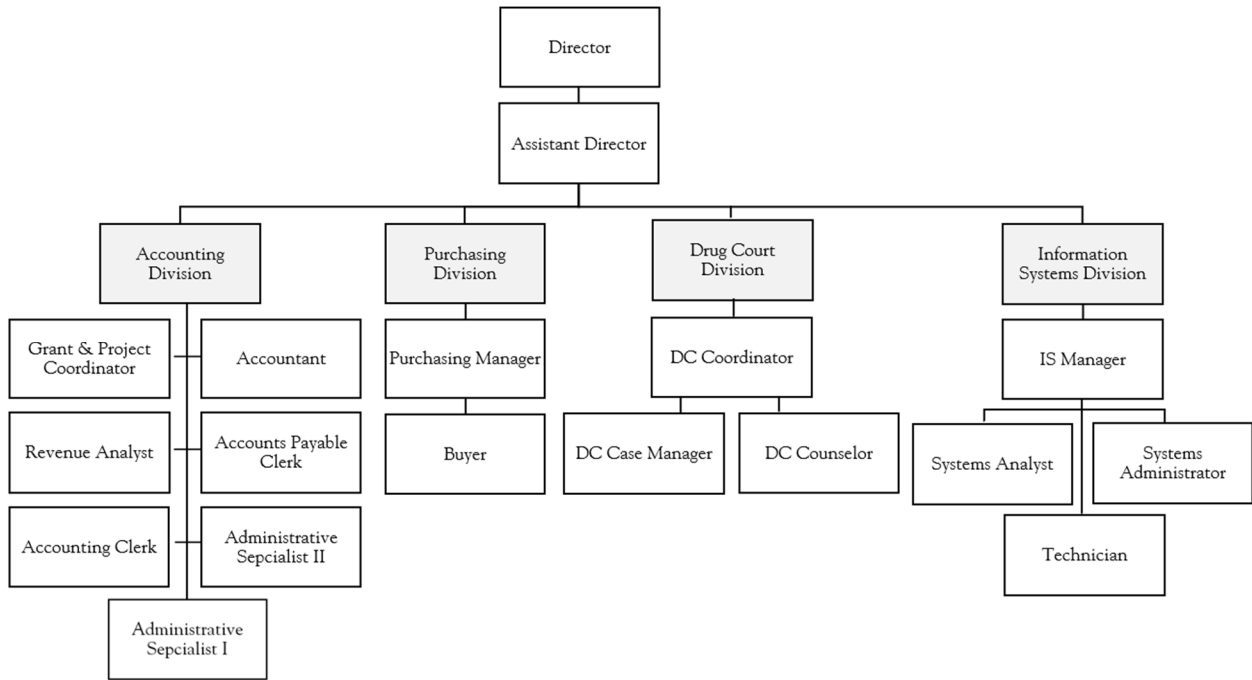 Director
Assistant Director
Accounting
Division
Purchasing
Division
Drug Court
Division
Information
Systems Division
Grant & Project
Coordinator
Accountant
Purchasing Manager
DC Coordinator
IS Manager
Revenue Analyst
Accounts Payable
Clerk
Buyer
DC Case Manager
DC Counselor
Systems Analyst
Systems
Administrator
Accounting Clerk
Administrative
Sepcialist II
Technician
Administrative
Sepcialist I